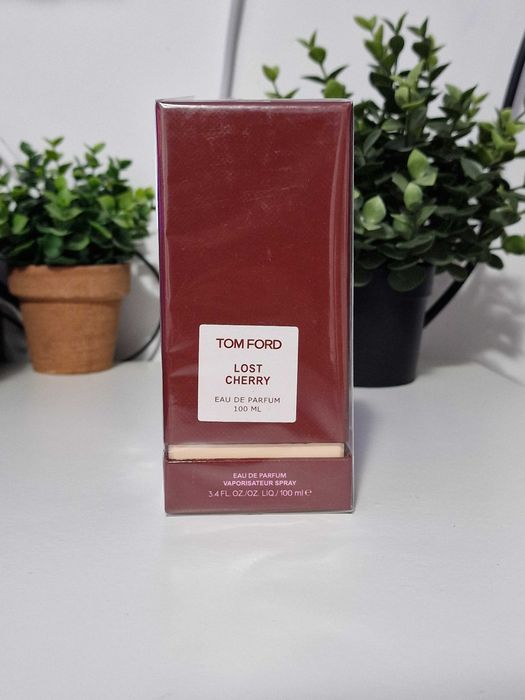 TOM FORD
LOST
CHERRY
EAU DE PARFUM
100 ML
EAU DE PARFUM
VAPORISATEUR SPRAY
3.4 FL. OZ./OZ. LIQ./100 ml ℮